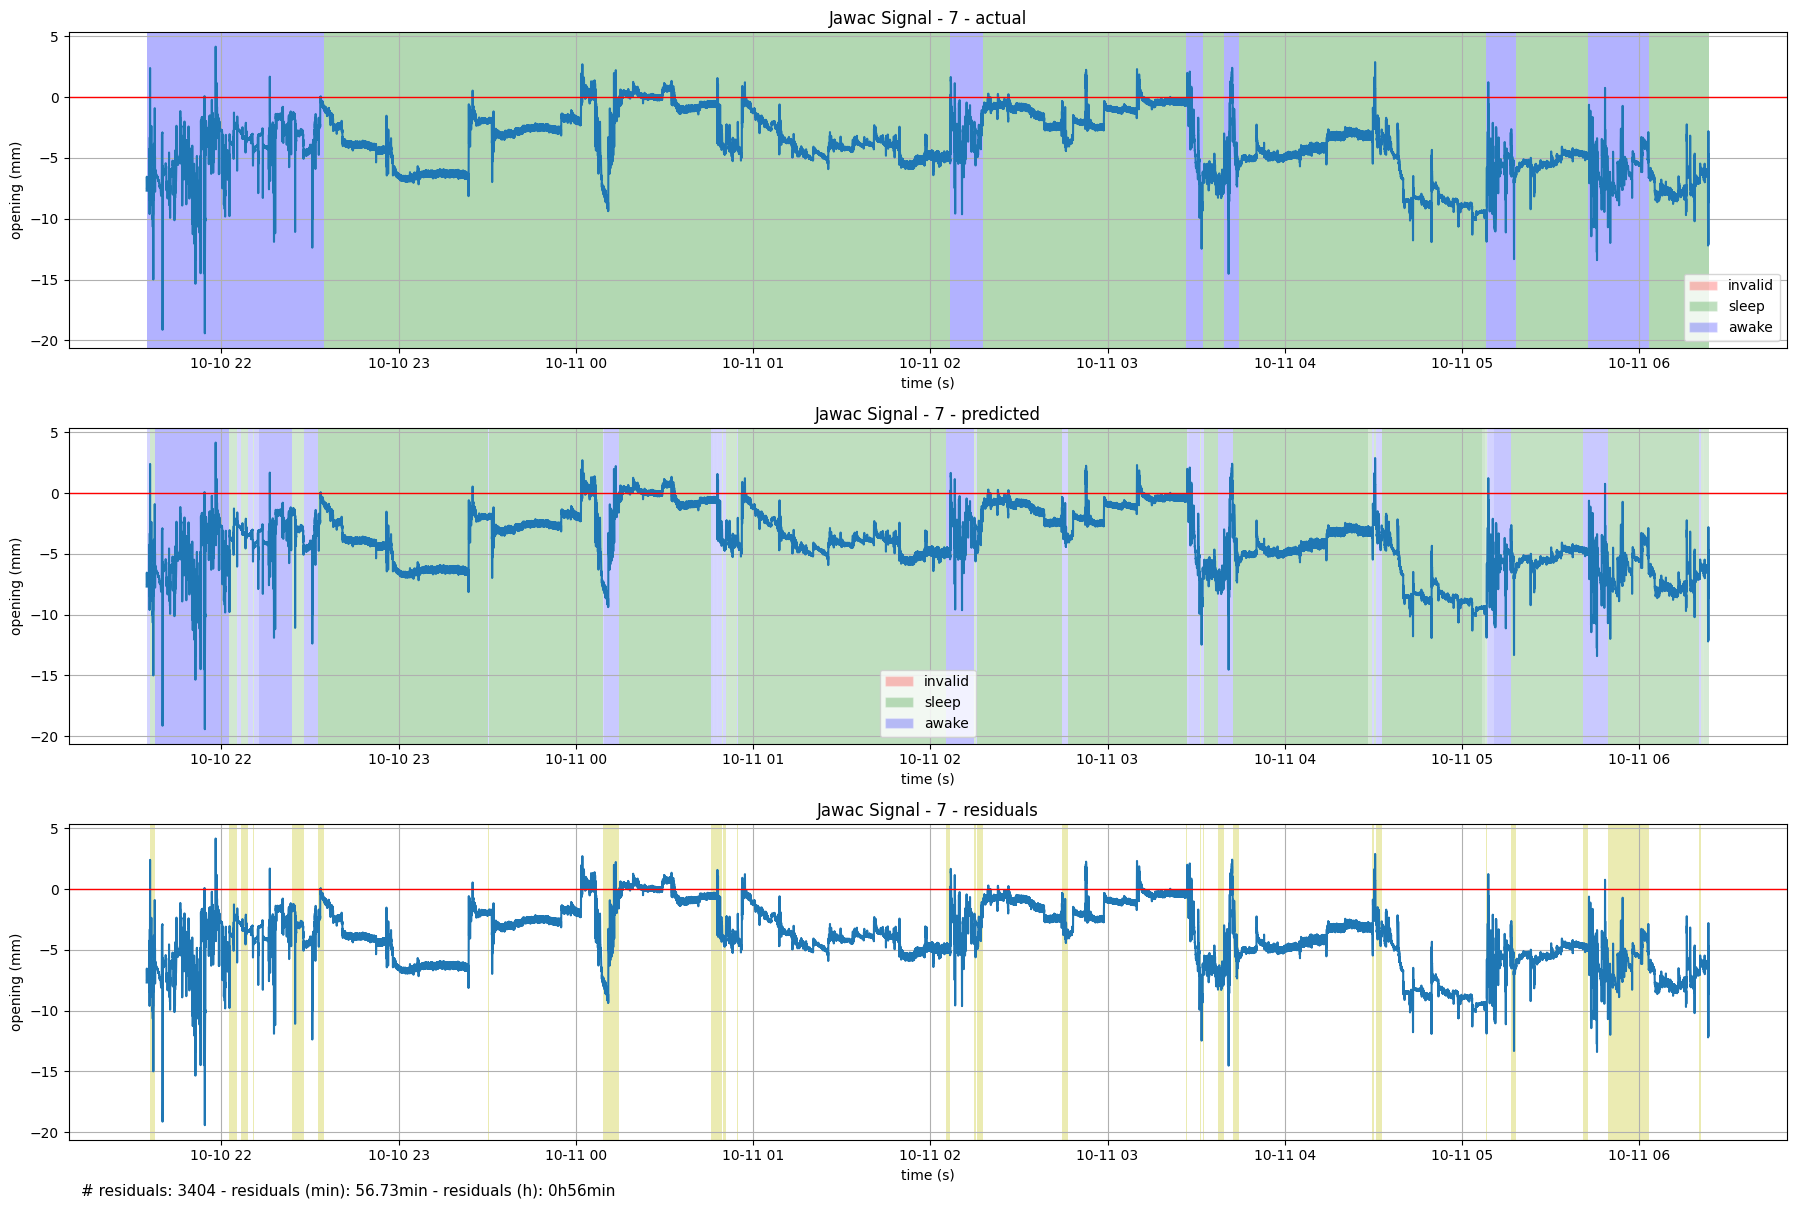 Jawac Signal - 7 - actual
5
0
−5
−10
−15
−20
opening (mm)
invalid
sleep
awake
10-10 22 10-10 23 10-11 00 10-11 01 10-11 02 10-11 03 10-11 04 10-11 05 10-11 06
time (s)
Jawac Signal - 7 - predicted
5
0
−5
−10
−15
−20
opening (mm)
invalid
sleep
awake
10-10 22 10-10 23 10-11 00 10-11 01 10-11 02 10-11 03 10-11 04 10-11 05 10-11 06
time (s)
Jawac Signal - 7 - residuals
5
0
−5
−10
−15
−20
opening (mm)
10-10 22 10-10 23 10-11 00 10-11 01 10-11 02 10-11 03 10-11 04 10-11 05 10-11 06
time (s)
# residuals: 3404 - residuals (min): 56.73min - residuals (h): 0h56min